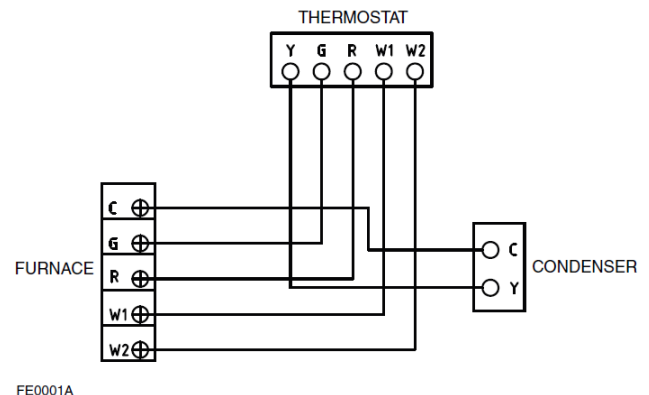 THERMOSTAT
Y G R W1 W2
FURNACE
C
G
R
W1
W2
C
Y
CONDENSER
FE0001A